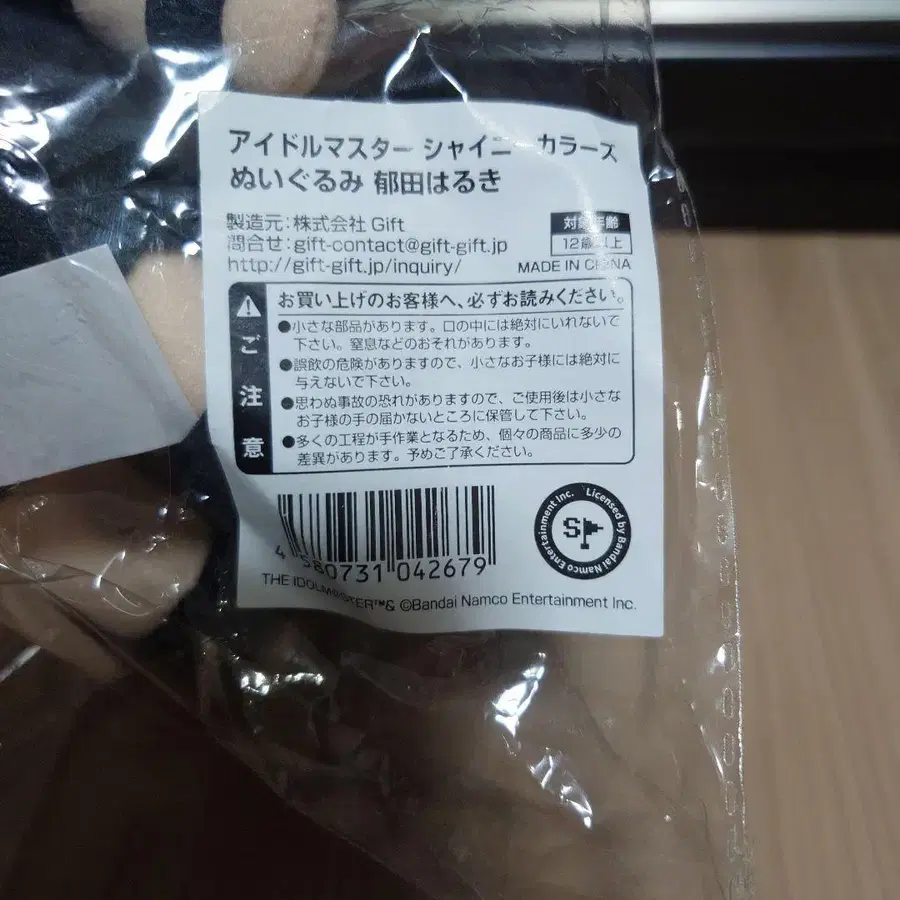 アイドルマスター シャイニーカラーズ
ぬいぐるみ 郁田はるき
製造元:株式会社 Gift
問合せ:gift-contact@gift-gift.jp
http://gift-gift.jp/inquiry/
対象年齢
12歳以上
MADE IN CHINA
ご注意
お買い上げのお客様へ、必ずお読みください。
●小さな部品があります。口の中には絶対にいれないで
下さい。窒息などのおそれがあります。
●誤飲の危険がありますので、小さなお子様には絶対に
与えないで下さい。
●思わぬ事故の恐れがありますので、ご使用後は小さな
お子様の手の届かないところに保管して下さい。
●多くの工程が手作業となるため、個々の商品に多少の
差異があります。予めご了承ください。
4 580731 042679
Licensed by Bandai Namco Entertainment Inc.
THE IDOLM@STER™& ©Bandai Namco Entertainment Inc.